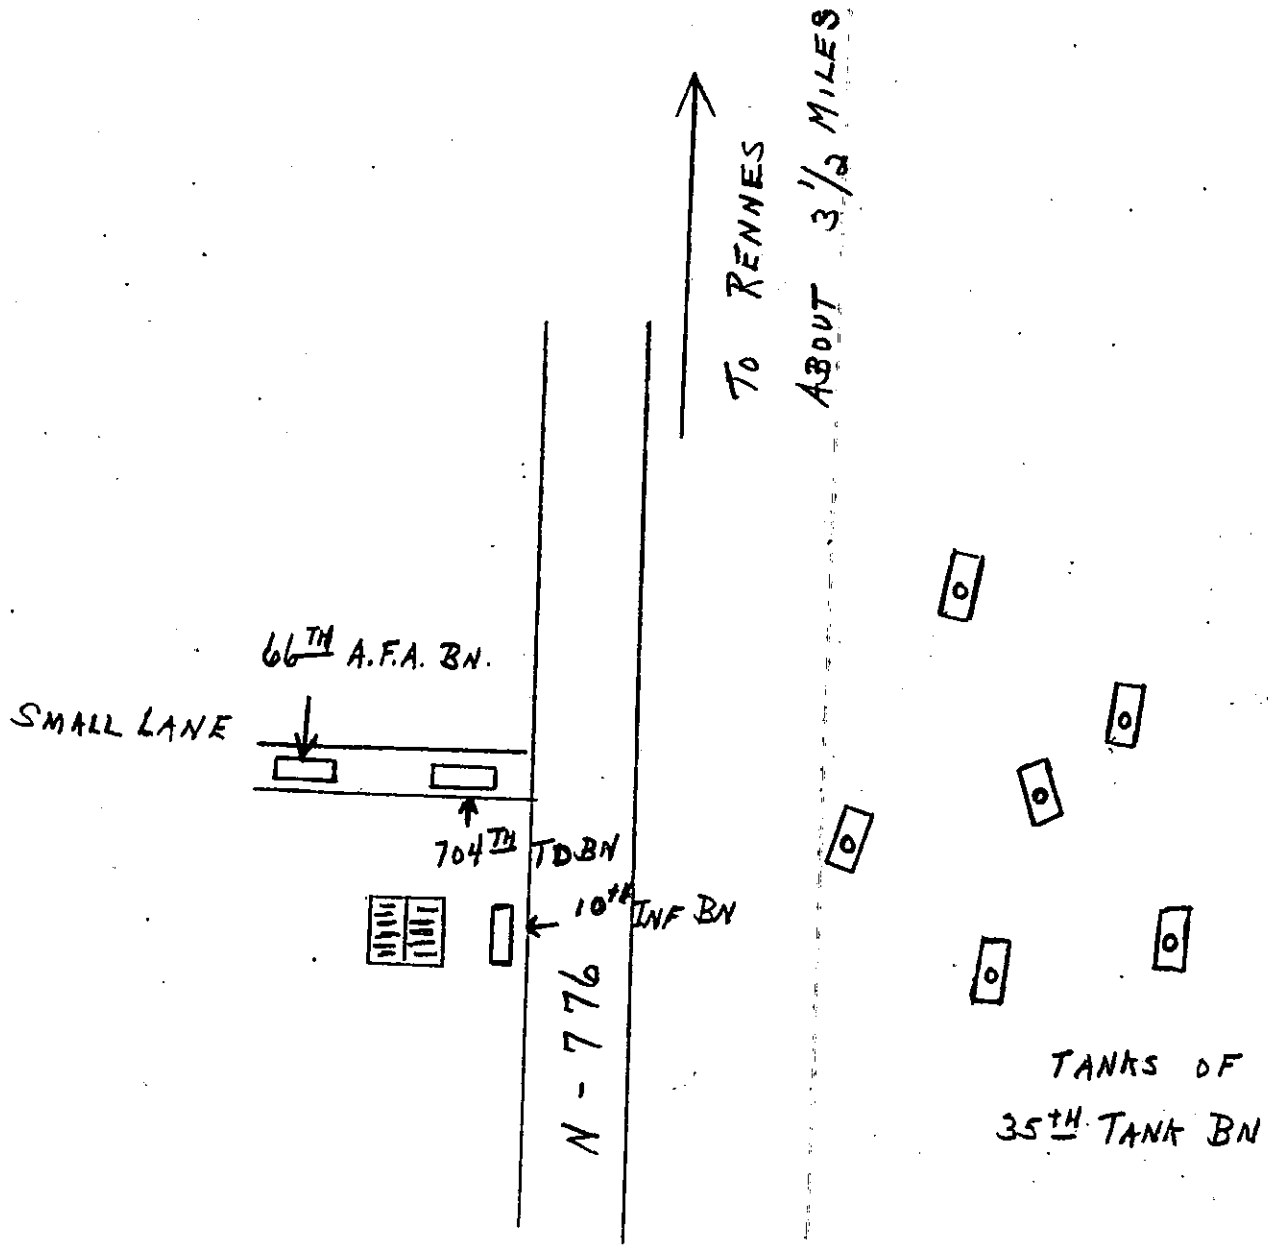 TO RENNES
ABOUT 3 1/2 MILES
66TH A.F.A. BN.
SMALL LANE
704TH TD BN
10th INF BN
N-776
TANKS OF
35TH TANK BN